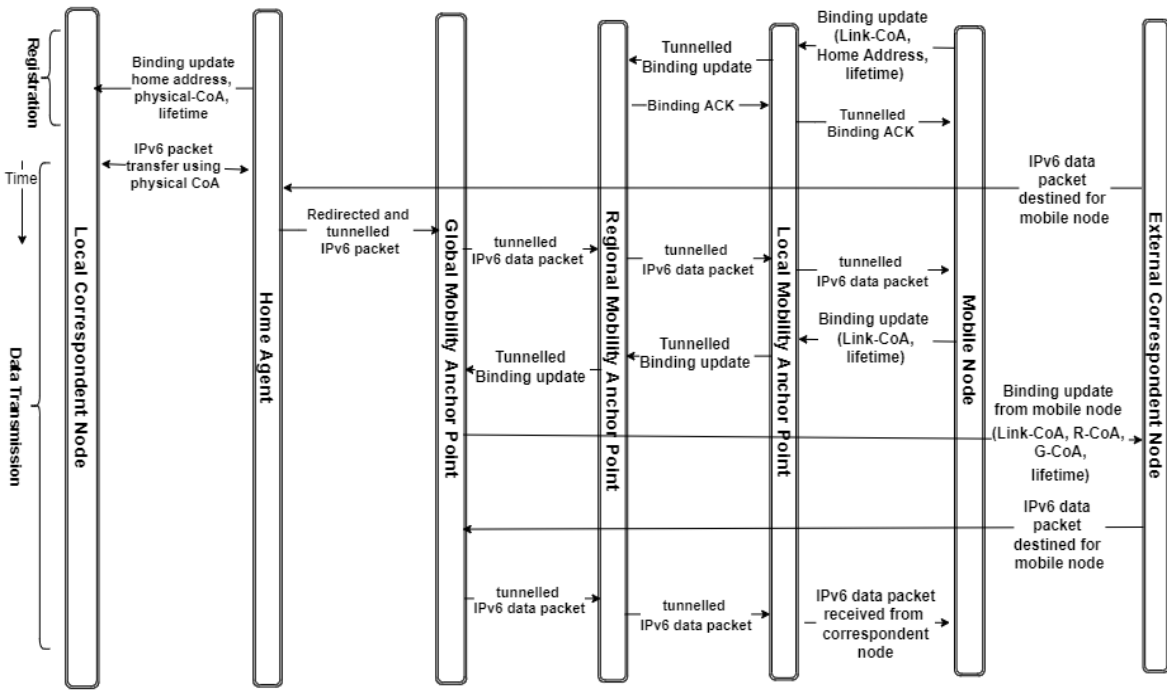 Registration
Time
Data Transmission
Local Correspondent Node
Home Agent
Global Mobility Anchor Point
Regional Mobility Anchor Point
Local Mobility Anchor Point
Mobile Node
External Correspondent Node
Binding update
(Link-CoA,
Home Address,
lifetime)
Tunnelled
Binding update
Binding update
home address,
physical-CoA,
lifetime
Binding ACK
Tunnelled
Binding ACK
IPv6 packet
transfer using
physical CoA
IPv6 data
packet
destined for
mobile node
Redirected and
tunnelled
IPv6 packet
tunnelled
IPv6 data packet
tunnelled
IPv6 data packet
tunnelled
IPv6 data packet
Binding update
(Link-CoA,
lifetime)
Tunnelled
Binding update
Tunnelled
Binding update
Binding update
from mobile node
(Link-CoA, R-CoA,
G-CoA,
lifetime)
IPv6 data
packet
destined for
mobile node
tunnelled
IPv6 data packet
tunnelled
IPv6 data packet
IPv6 data packet
received from
correspondent
node